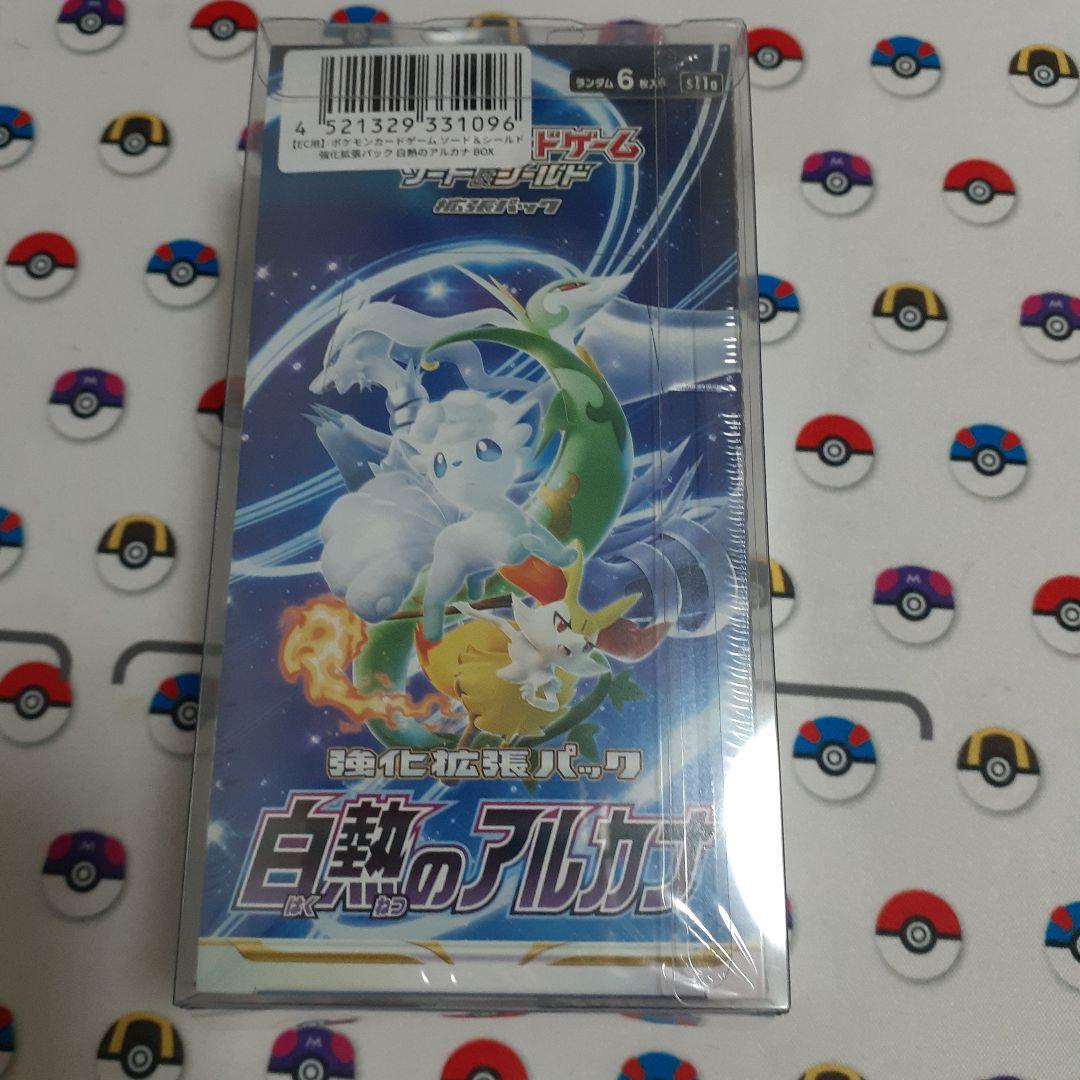 4 521329 331096
【EC用】ポケモンカードゲーム ソード＆シールド
強化拡張パック 白熱のアルカナ BOX
ランダム 6 枚入り
s11a
ドゲーム
ソード&シールド
拡張パック
強化拡張パック
白熱のアルカナ
はく ねつ